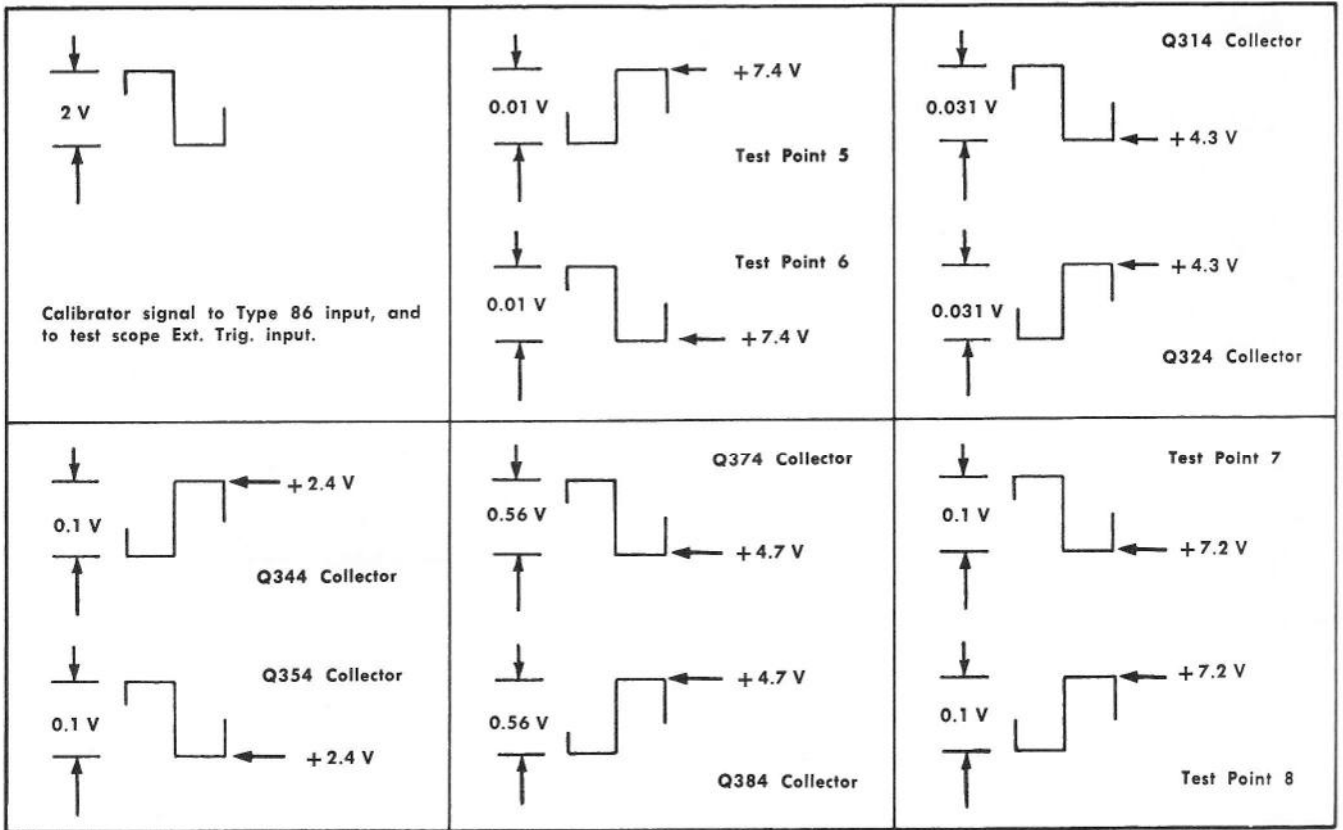 2 V
Calibrator signal to Type 86 input, and
to test scope Ext. Trig. input.
0.01 V
+7.4 V
Test Point 5
Test Point 6
0.01 V
+7.4 V
Q314 Collector
0.031 V
+4.3 V
0.031 V
+4.3 V
Q324 Collector
0.1 V
+2.4 V
Q344 Collector
Q354 Collector
0.1 V
+2.4 V
Q374 Collector
0.56 V
+4.7 V
0.56 V
+4.7 V
Q384 Collector
Test Point 7
0.1 V
+7.2 V
0.1 V
+7.2 V
Test Point 8